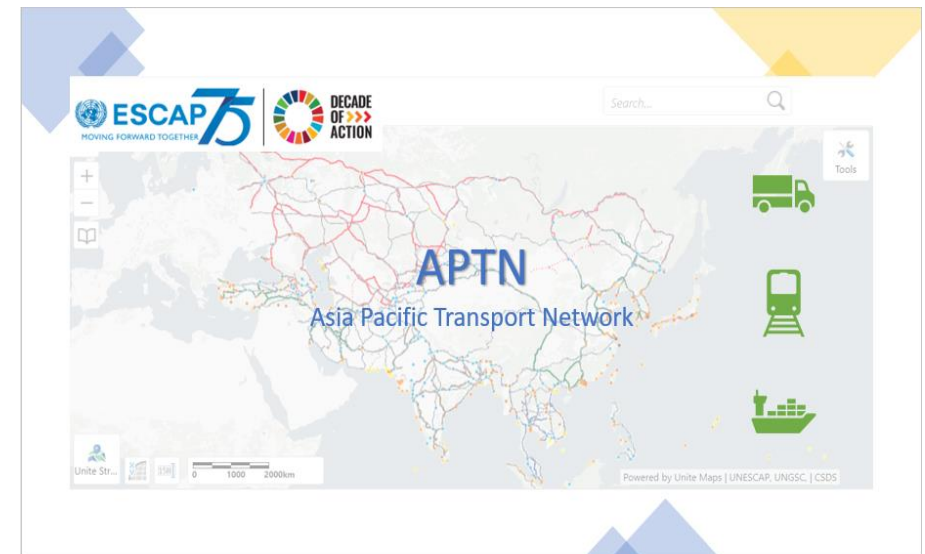 ESCAP 75
MOVING FORWARD TOGETHER
DECADE
OF >>>
ACTION
Search...
Tools
APTN
Asia Pacific Transport Network
Unite Str...
0 1000 2000km
Powered by Unite Maps | UNESCAP, UNGSC, | CSDS